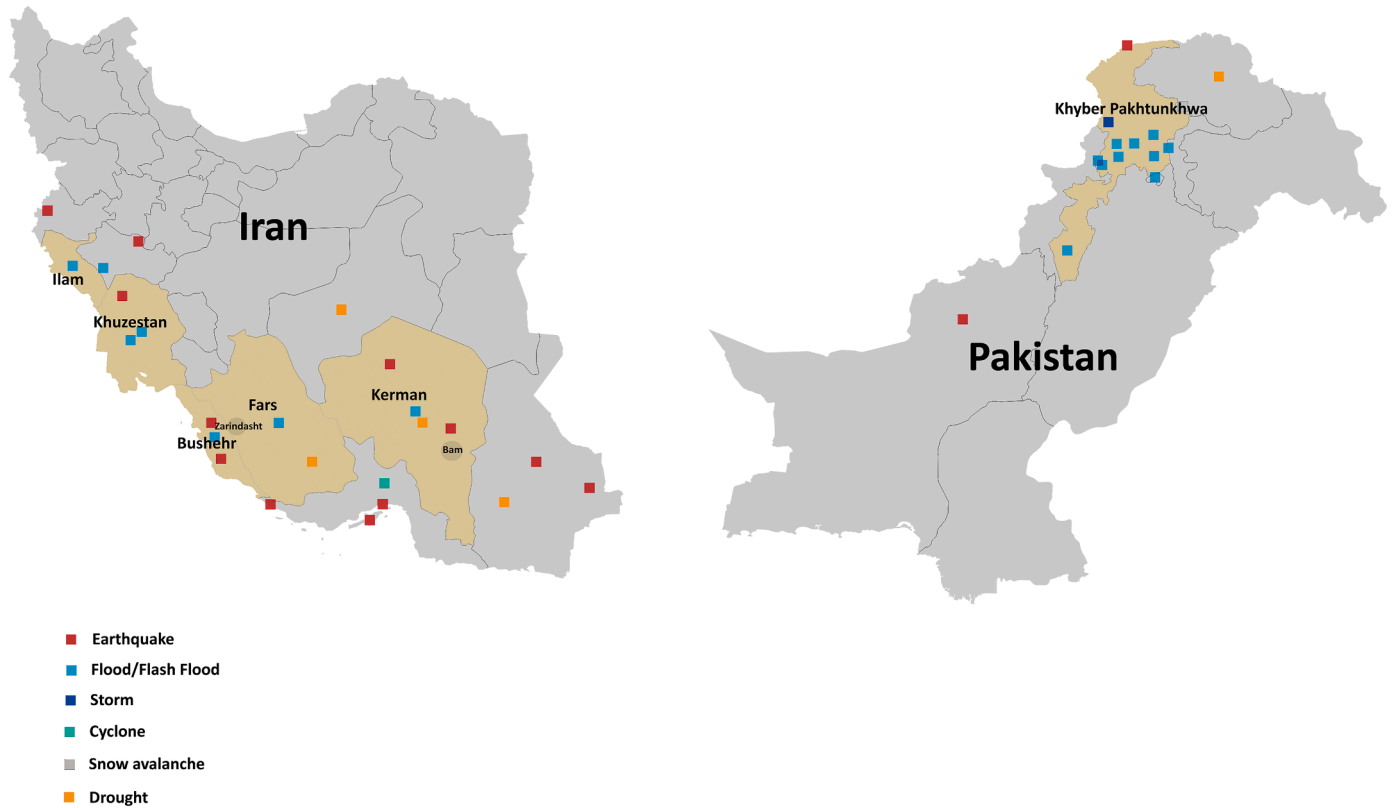 Khyber Pakhtunkhwa
Iran
Ilam
Khuzestan
Pakistan
Kerman
Fars
Zarindasht
Bushehr
Bam
Earthquake
Flood/Flash Flood
Storm
Cyclone
Snow avalanche
Drought